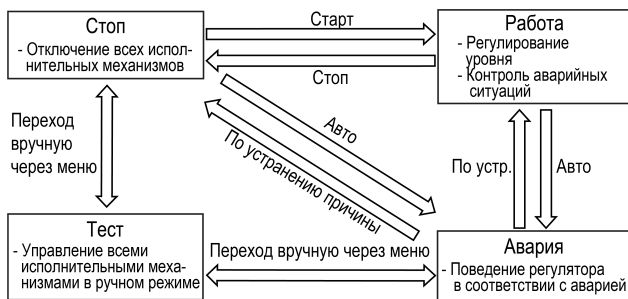 Стоп
- Отключение всех испол-
нительных механизмов
Старт
Стоп
Работа
- Регулирование
уровня
- Контроль аварийных
ситуаций
Переход
вручную
через меню
Авто
По устранению причины
По устр.
Авто
Тест
- Управление всеми
исполнительными меха-
низмами в ручном режиме
Переход вручную через меню
Авария
- Поведение регулятора
в соответствии с аварией